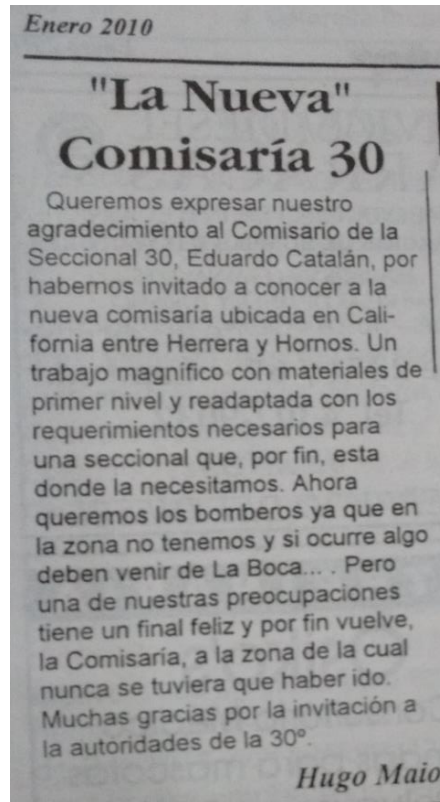 Enero 2010
"La Nueva"
Comisaría 30
Queremos expresar nuestro
agradecimiento al Comisario de la
Seccional 30, Eduardo Catalán, por
habernos invitado a conocer a la
nueva comisaría ubicada en Cali-
fornia entre Herrera y Hornos. Un
trabajo magnífico con materiales de
primer nivel y readaptada con los
requerimientos necesarios para
una seccional que, por fin, esta
donde la necesitamos. Ahora
queremos los bomberos ya que en
la zona no tenemos y si ocurre algo
deben venir de La Boca... . Pero
una de nuestras preocupaciones
tiene un final feliz y por fin vuelve,
la Comisaría, a la zona de la cual
nunca se tuviera que haber ido.
Muchas gracias por la invitación a
la autoridades de la 30º.
Hugo Maio